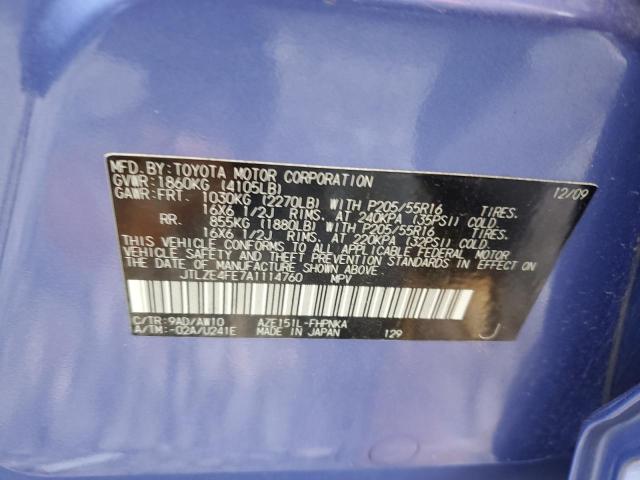 MFD. BY: TOYOTA MOTOR CORPORATION 12/09
GVWR: 1860KG (4105LB)
GAWR: FRT. 1030KG (2270LB) WITH P205/55R16 TIRES.
16X6 1/2J RIMS, AT 240KPA (35PSI) COLD.
RR. 855KG (1880LB) WITH P205/55R16 TIRES.
16X6 1/2J RIMS, AT 220KPA (32PSI) COLD.
THIS VEHICLE CONFORMS TO ALL APPLICABLE FEDERAL MOTOR
VEHICLE SAFETY STANDARDS IN EFFECT ON
THE DATE OF MANUFACTURE SHOWN ABOVE.
JTLZE4FE7A1114760 MPV
C/TR: 9AD/AW10 AZE151L-FHPNKA
A/TM: -02A/U241E MADE IN JAPAN 129 J